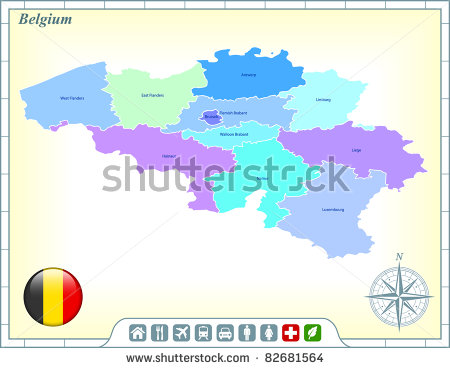 Belgium
Antwerp
West Flanders
East Flanders
Limburg
Flemish Brabant
Brussels
Walloon Brabant
Hainaut
Liege
Namur
Luxembourg
N
shutterstock
www.shutterstock.com · 82681564